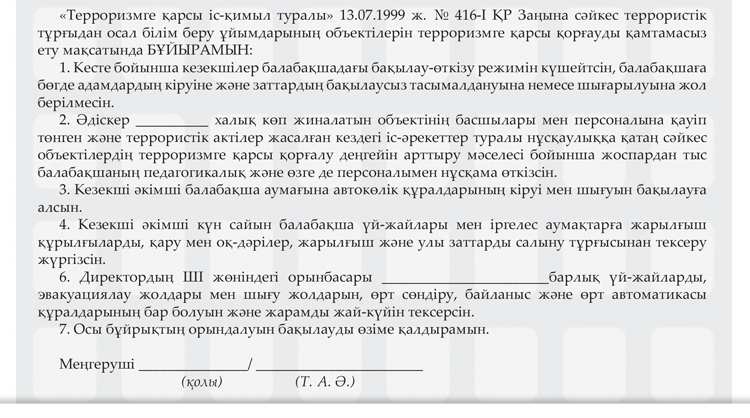 «Терроризмге қарсы іс-қимыл туралы» 13.07.1999 ж. № 416-I ҚР Заңына сәйкес террористік
тұрғыдан осал білім беру ұйымдарының объектілерін терроризмге қарсы қорғауды қамтамасыз
ету мақсатында БҰЙЫРАМЫН:
1. Кесте бойынша кезекшілер балабақшадағы бақылау-өткізу режимін күшейтсін, балабақшаға
бөгде адамдардың кіруіне және заттардың бақылаусыз тасымалдануына немесе шығарылуына жол
берілмесін.
2. Әдіскер __________ халық көп жиналатын объектінің басшылары мен персоналына қауіп
төнген және террористік актілер жасалған кездегі іс-әрекеттер туралы нұсқаулыққа қатаң сәйкес
объектілердің терроризмге қарсы қорғалу деңгейін арттыру мәселесі бойынша жоспардан тыс
балабақшаның педагогикалық және өзге де персоналымен нұсқама өткізсін.
3. Кезекші әкімші балабақша аумағына автокөлік құралдарының кіруі мен шығуын бақылауға
алсын.
4. Кезекші әкімші күн сайын балабақша үй-жайлары мен іргелес аумақтарға жарылғыш
құрылғыларды, қару мен оқ-дәрілер, жарылғыш және улы заттарды салыну тұрғысынан тексеру
жүргізсін.
6. Директордың ШІ жөніндегі орынбасары _______________________барлық үй-жайларды,
эвакуациялау жолдары мен шығу жолдарын, өрт сөндіру, байланыс және өрт автоматикасы
құралдарының бар болуын және жарамды жай-күйін тексерсін.
7. Осы бұйрықтың орындалуын бақылауды өзіме қалдырамын.
Меңгеруші _______________/ _______________________
(қолы) (Т. А. Ә.)